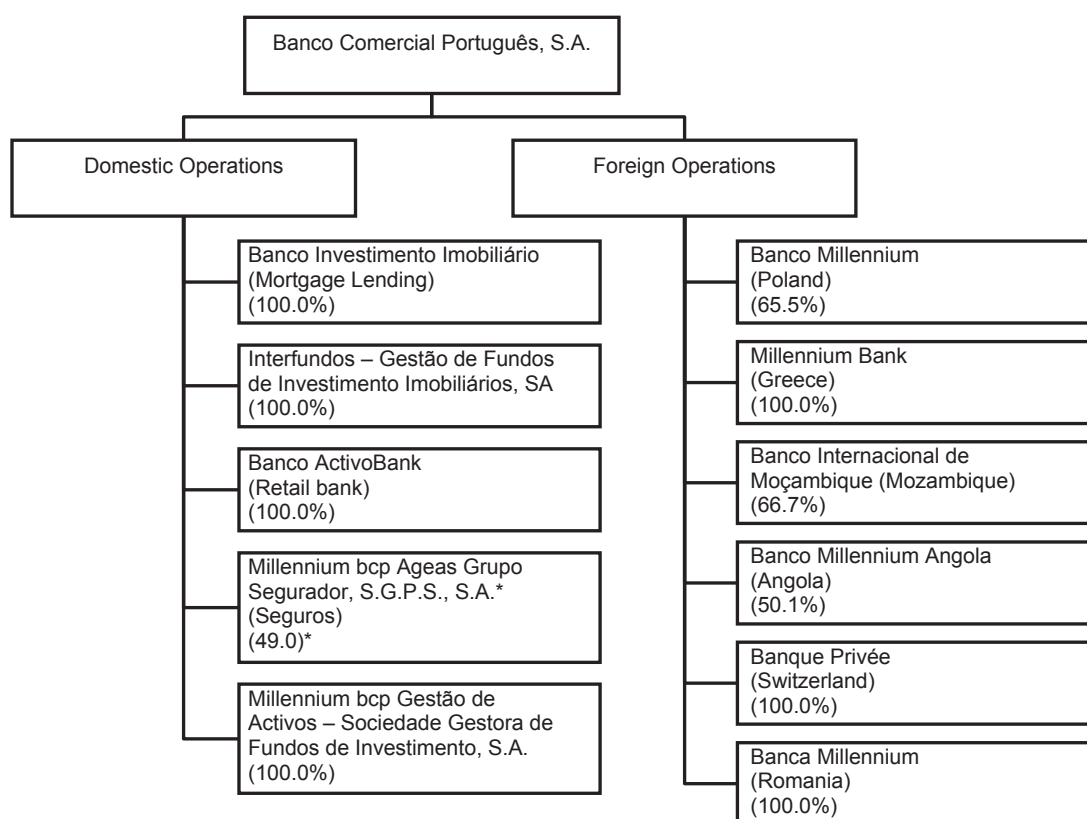 Banco Comercial Português, S.A.
Domestic Operations
Banco Investimento Imobiliário
(Mortgage Lending)
(100.0%)
Interfundos – Gestão de Fundos
de Investimento Imobiliários, SA
(100.0%)
Banco ActivoBank
(Retail bank)
(100.0%)
Millennium bcp Ageas Grupo
Segurador, S.G.P.S., S.A.*
(Seguros)
(49.0)*
Millennium bcp Gestão de
Activos – Sociedade Gestora de
Fundos de Investimento, S.A.
(100.0%)
Foreign Operations
Banco Millennium
(Poland)
(65.5%)
Millennium Bank
(Greece)
(100.0%)
Banco Internacional de
Moçambique (Mozambique)
(66.7%)
Banco Millennium Angola
(Angola)
(50.1%)
Banque Privée
(Switzerland)
(100.0%)
Banca Millennium
(Romania)
(100.0%)